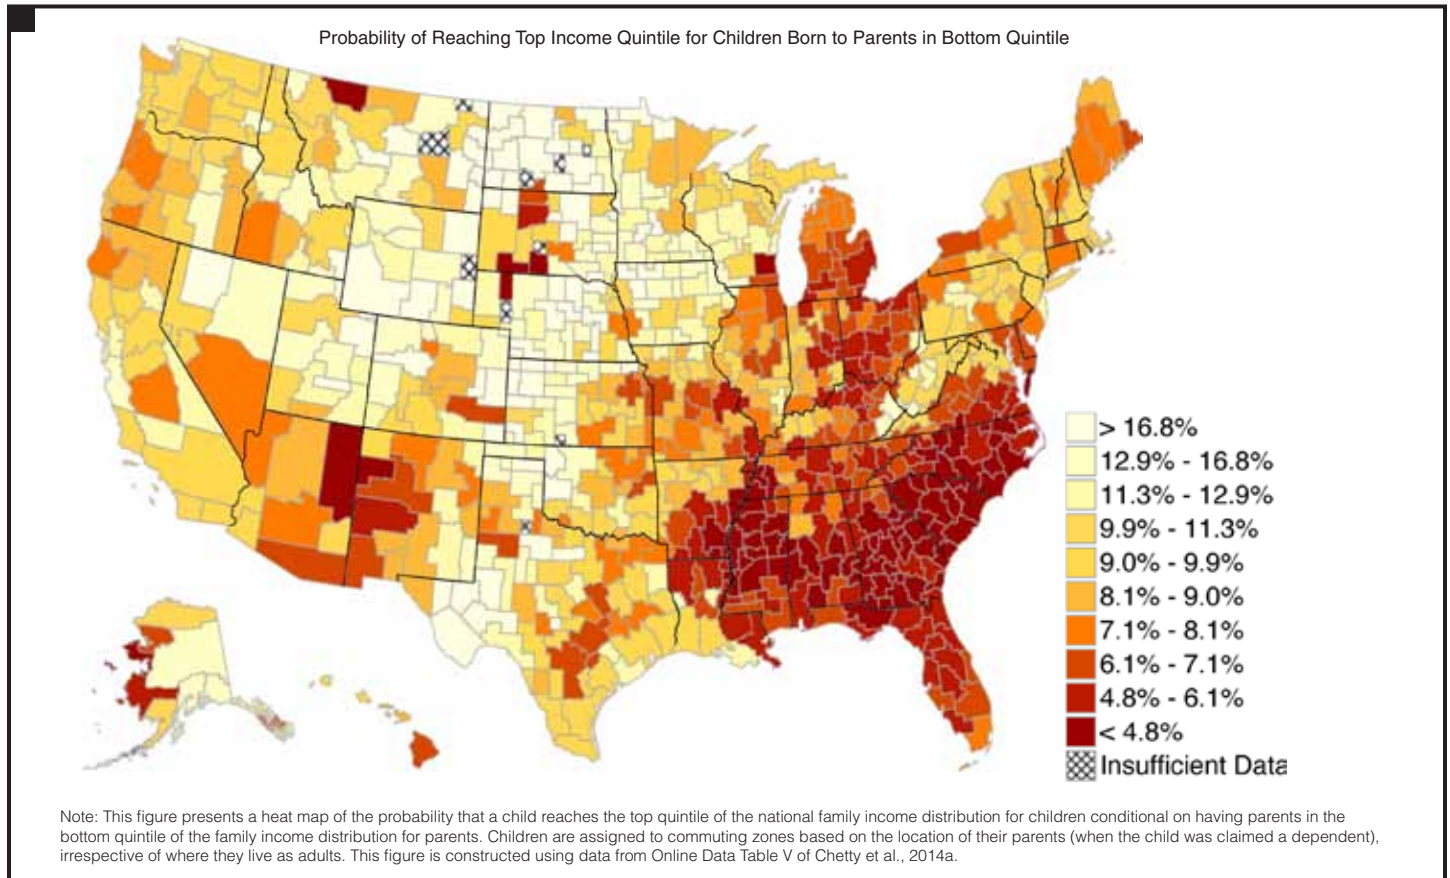 Probability of Reaching Top Income Quintile for Children Born to Parents in Bottom Quintile
> 16.8%
12.9% - 16.8%
11.3% - 12.9%
9.9% - 11.3%
9.0% - 9.9%
8.1% - 9.0%
7.1% - 8.1%
6.1% - 7.1%
4.8% - 6.1%
< 4.8%
Insufficient Data
Note: This figure presents a heat map of the probability that a child reaches the top quintile of the national family income distribution for children conditional on having parents in the
bottom quintile of the family income distribution for parents. Children are assigned to commuting zones based on the location of their parents (when the child was claimed a dependent),
irrespective of where they live as adults. This figure is constructed using data from Online Data Table V of Chetty et al., 2014a.